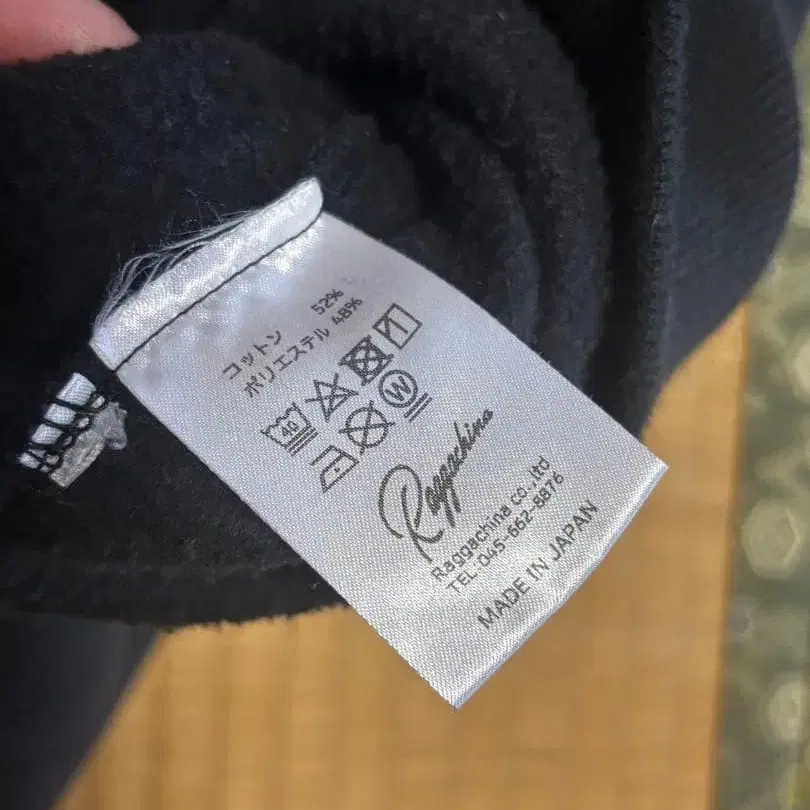 コットン 52%
ポリエステル 48%
40
W
Raggachina
Raggachina co.,ltd
TEL-045-662-8876
MADE IN JAPAN